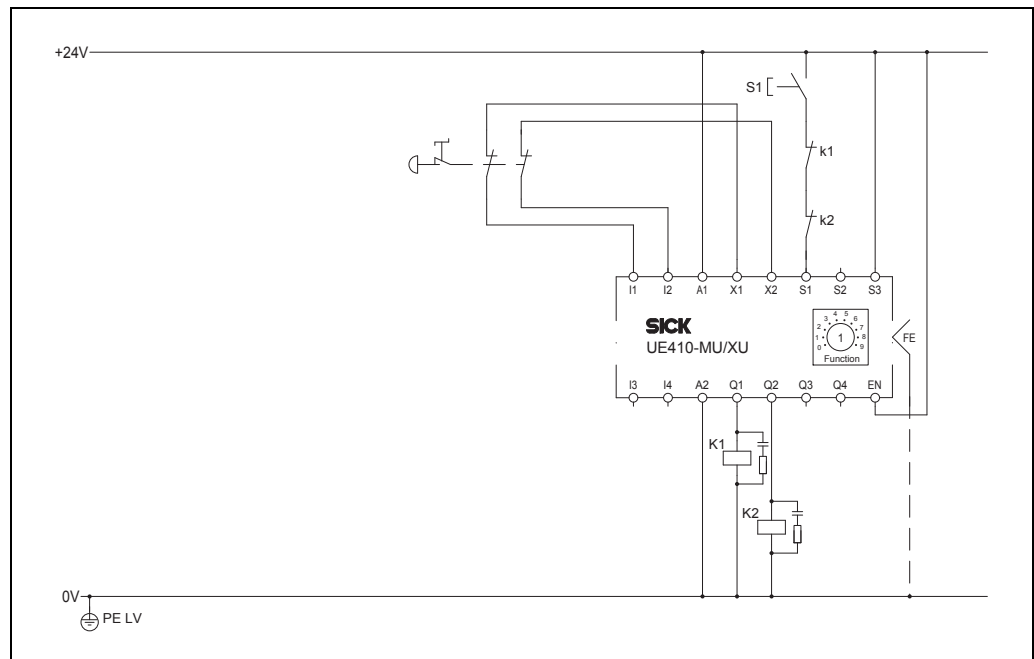 +24V
S1
k1
k2
I1 I2 A1 X1 X2 S1 S2 S3
SICK
UE410-MU/XU
0 1 2 3 4 5 6 7 8 9
1
Function
FE
I3 I4 A2 Q1 Q2 Q3 Q4 EN
K1
K2
0V
PE LV